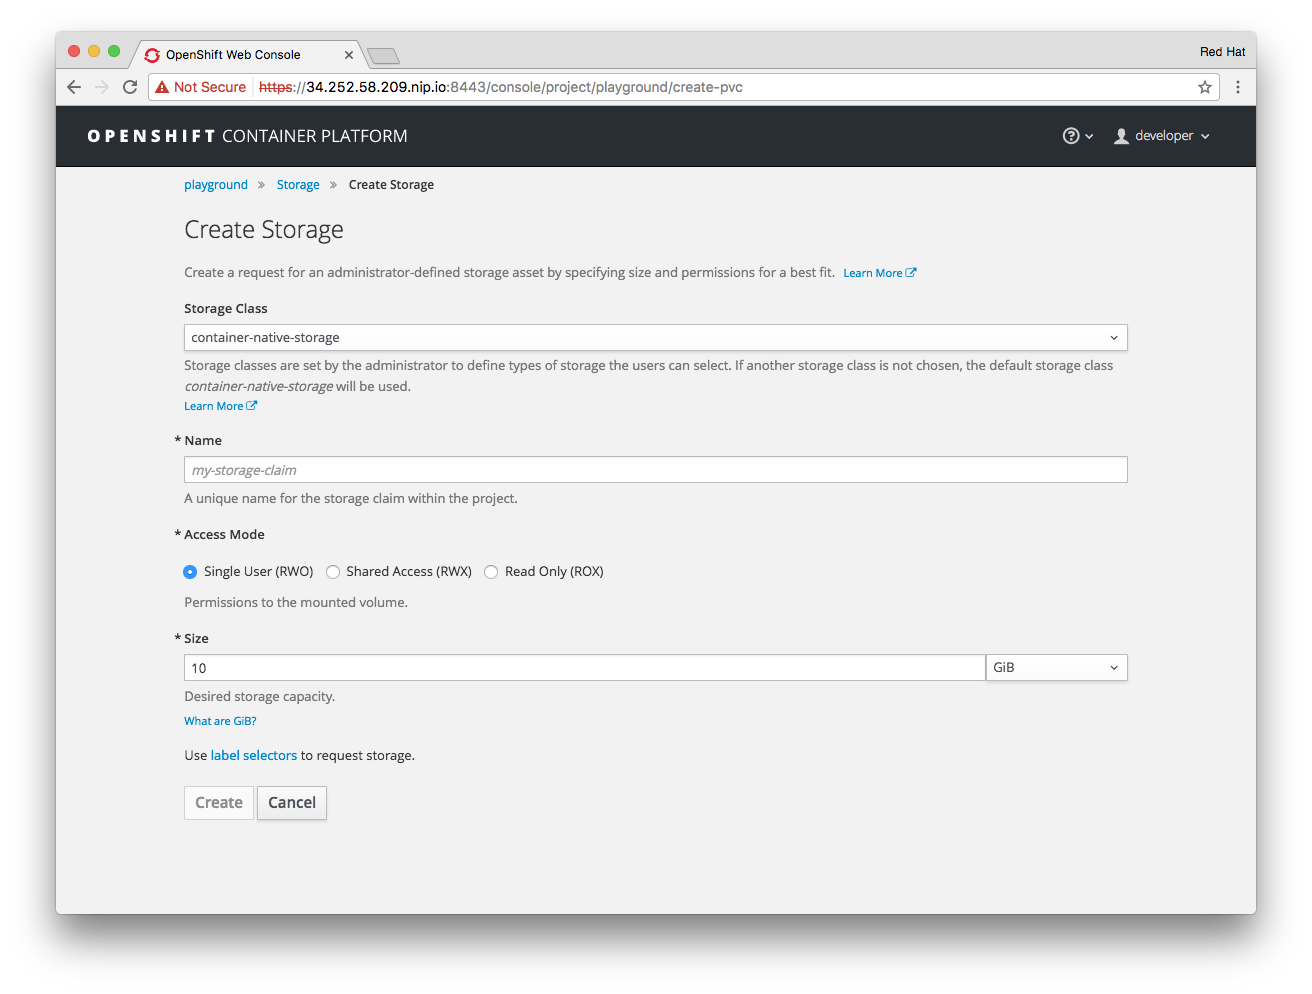 OpenShift Web Console
Red Hat
Not Secure https://34.252.58.209.nip.io:8443/console/project/playground/create-pvc
OPENSHIFT CONTAINER PLATFORM
developer
playground » Storage » Create Storage
Create Storage
Create a request for an administrator-defined storage asset by specifying size and permissions for a best fit. Learn More
Storage Class
container-native-storage
Storage classes are set by the administrator to define types of storage the users can select. If another storage class is not chosen, the default storage class
container-native-storage will be used.
Learn More
* Name
my-storage-claim
A unique name for the storage claim within the project.
* Access Mode
Single User (RWO) Shared Access (RWX) Read Only (ROX)
Permissions to the mounted volume.
* Size
10 GiB
Desired storage capacity.
What are GiB?
Use label selectors to request storage.
Create Cancel